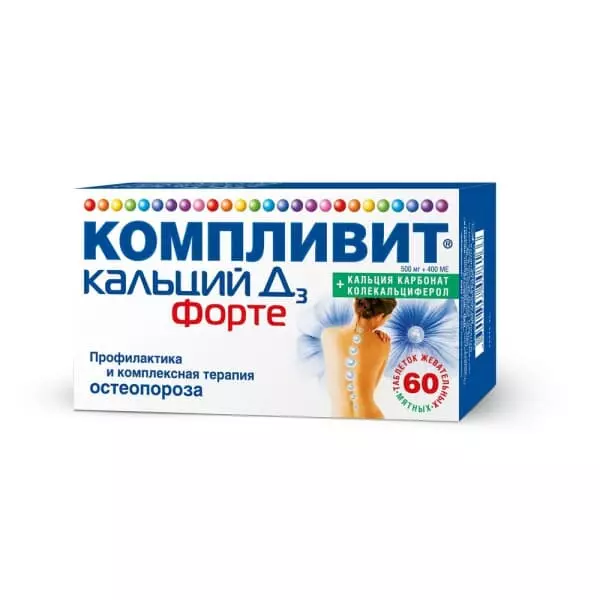 КОМПЛИВИТ®
500 мг + 400 МЕ
кальций Д3
+ КАЛЬЦИЯ КАРБОНАТ
КОЛЕКАЛЬЦИФЕРОЛ
форте
Профилактика
и комплексная терапия
остеопороза
ТАБЛЕТОК ЖЕВАТЕЛЬНЫХ
60
•МЯТНЫХ•